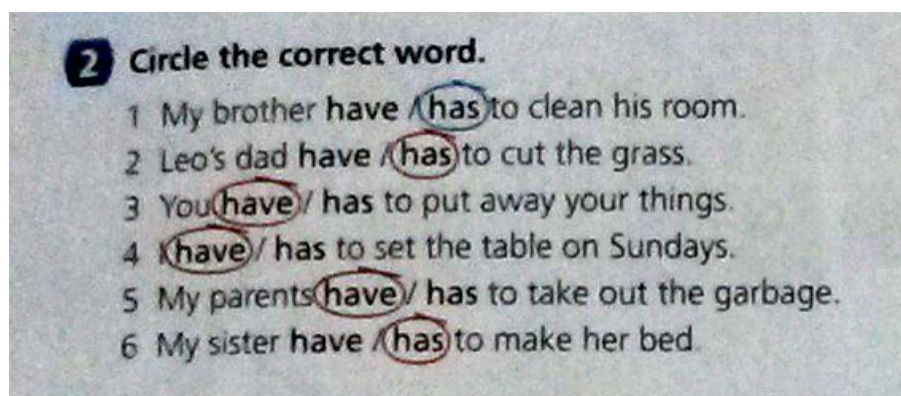 2 Circle the correct word.
1 My brother have / has to clean his room.
2 Leo's dad have / has to cut the grass.
3 You have / has to put away your things.
4 I have / has to set the table on Sundays.
5 My parents have / has to take out the garbage.
6 My sister have / has to make her bed.